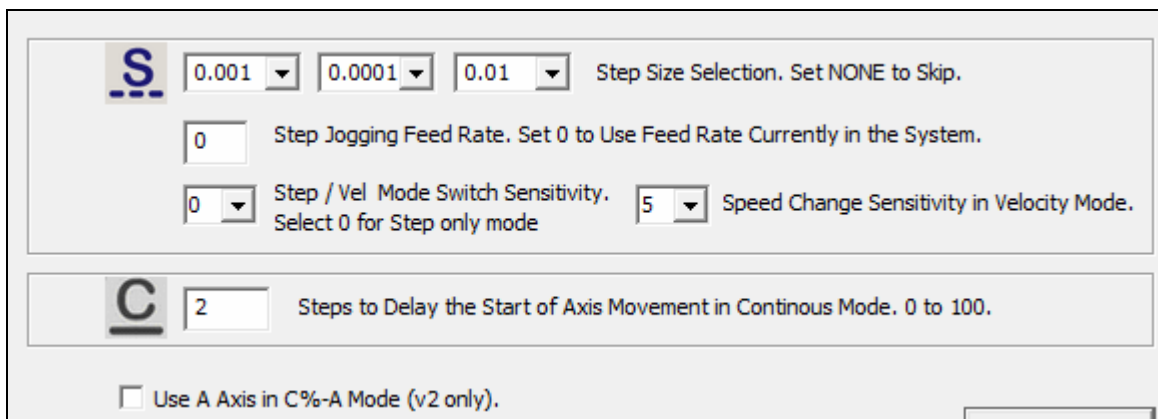 S 0.001 0.0001 0.01 Step Size Selection. Set NONE to Skip.
0 Step Jogging Feed Rate. Set 0 to Use Feed Rate Currently in the System.
0 Step / Vel Mode Switch Sensitivity.
Select 0 for Step only mode
5 Speed Change Sensitivity in Velocity Mode.
C 2 Steps to Delay the Start of Axis Movement in Continous Mode. 0 to 100.
Use A Axis in C%-A Mode (v2 only).